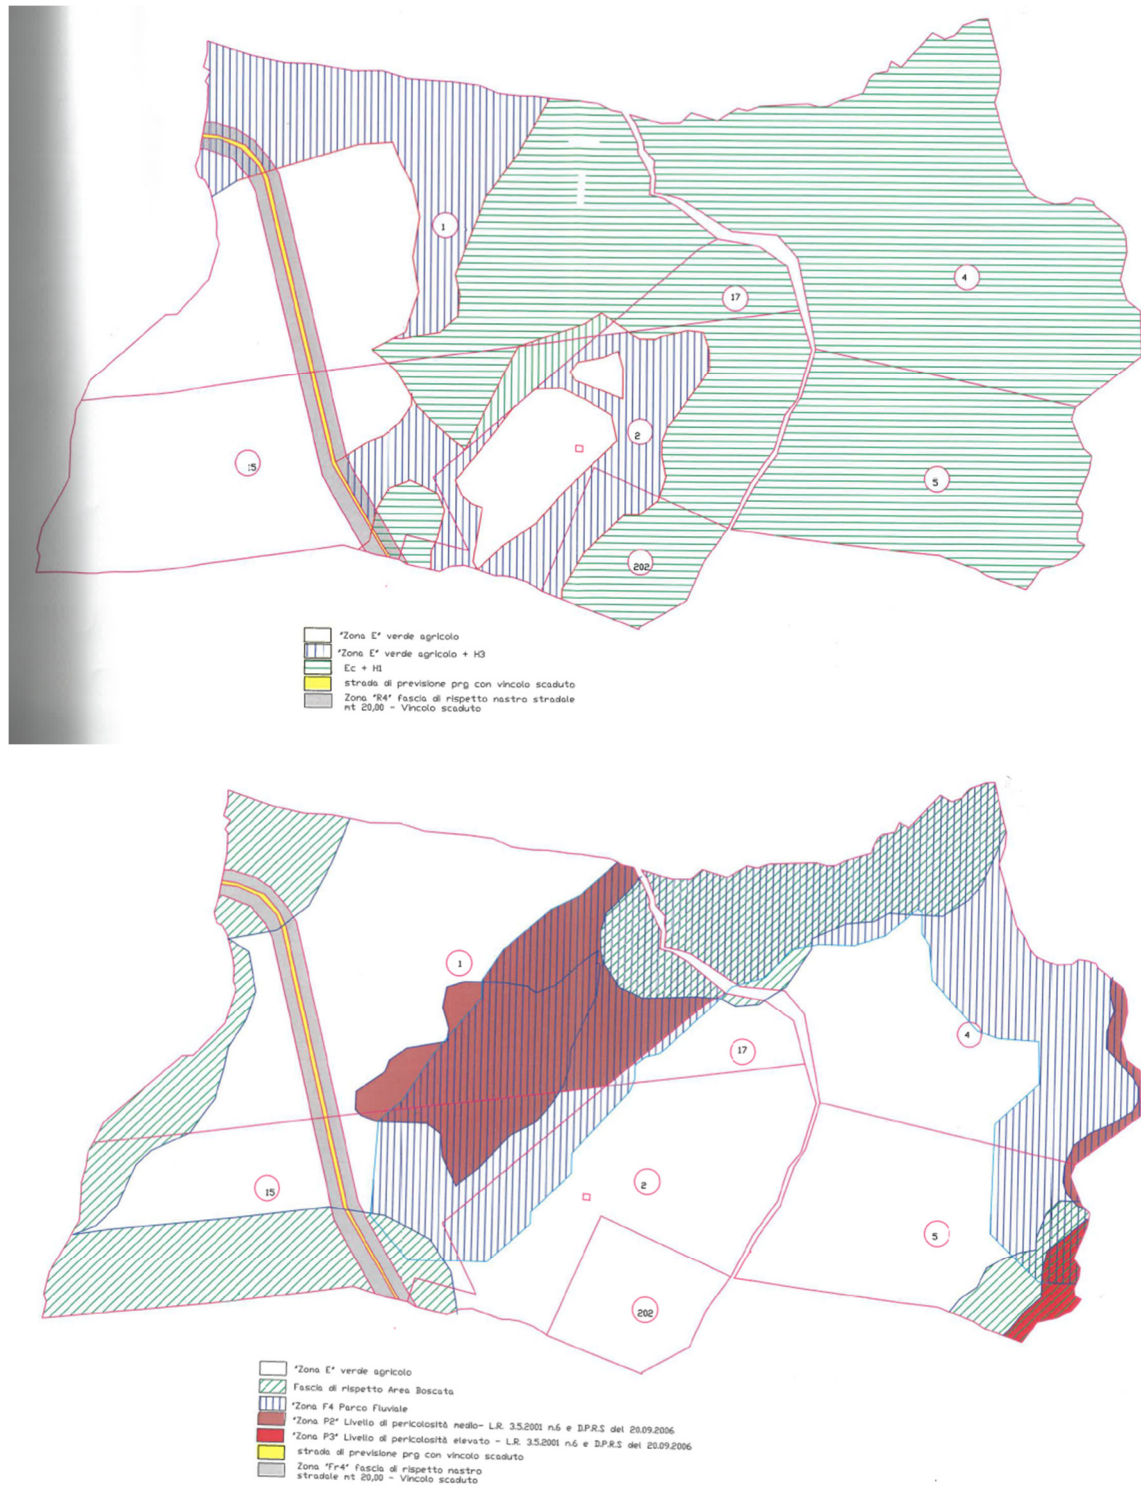 1
4
17
2
15
5
202
"Zona E" verde agricolo
"Zona E" verde agricolo + H3
Ec + H1
strada di previsione prg con vincolo scaduto
Zona "R4" fascia di rispetto nastro stradale
mt 20,00 - Vincolo scaduto
1
4
17
15
2
5
202
"Zona E" verde agricolo
Fascia di rispetto Area Boscata
"Zona F4 Parco Fluviale
"Zona P2" Livello di pericolosità medio- L.R. 3.5.2001 n.6 e D.P.R.S del 20.09.2006
"Zona P3" Livello di pericolosità elevato - L.R. 3.5.2001 n.6 e D.P.R.S del 20.09.2006
strada di previsione prg con vincolo scaduto
Zona "Fr4" fascia di rispetto nastro
stradale mt 20,00 - Vincolo scaduto